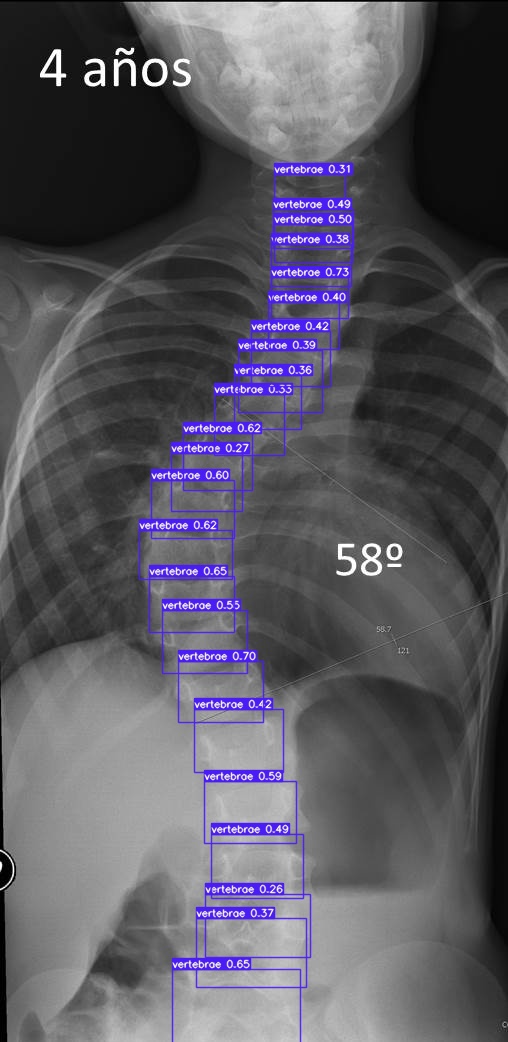 4 años
vertebrae 0.31
vertebrae 0.49
vertebrae 0.50
vertebrae 0.38
vertebrae 0.73
vertebrae 0.40
vertebrae 0.42
vertebrae 0.39
vertebrae 0.36
vertebrae 0.33
vertebrae 0.62
vertebrae 0.27
vertebrae 0.60
vertebrae 0.62
58º
vertebrae 0.65
vertebrae 0.55
58.7
121
vertebrae 0.70
vertebrae 0.42
vertebrae 0.59
vertebrae 0.49
vertebrae 0.26
vertebrae 0.37
vertebrae 0.65